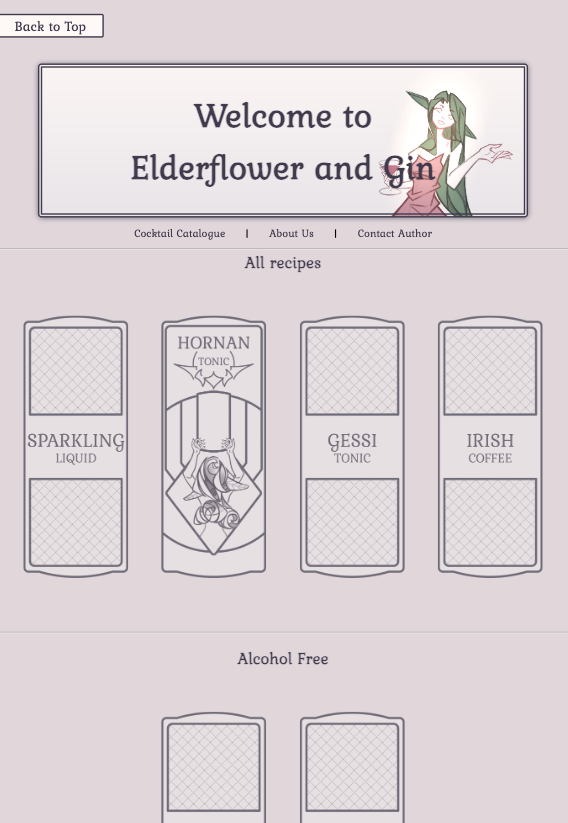 Back to Top
Welcome to
Elderflower and Gin
Cocktail Catalogue | About Us | Contact Author
All recipes
SPARKLING
LIQUID
HORNAN
TONIC
GESSI
TONIC
IRISH
COFFEE
Alcohol Free